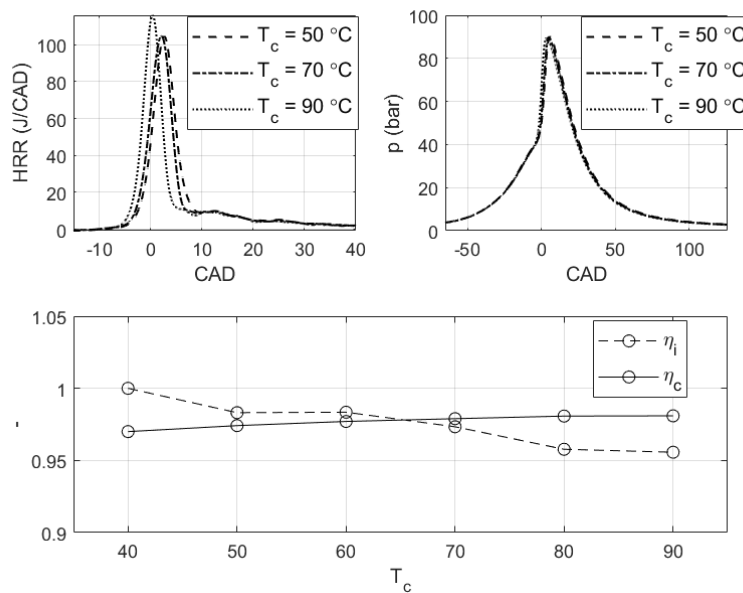 HRR (J/CAD)
100
80
60
40
20
0
-10 0 10 20 30 40
CAD
T_c = 50 °C
T_c = 70 °C
T_c = 90 °C
p (bar)
100
80
60
40
20
0
-50 0 50 100
CAD
T_c = 50 °C
T_c = 70 °C
T_c = 90 °C
-
1.05
1
0.95
0.9
40 50 60 70 80 90
T_c
η_i
η_c